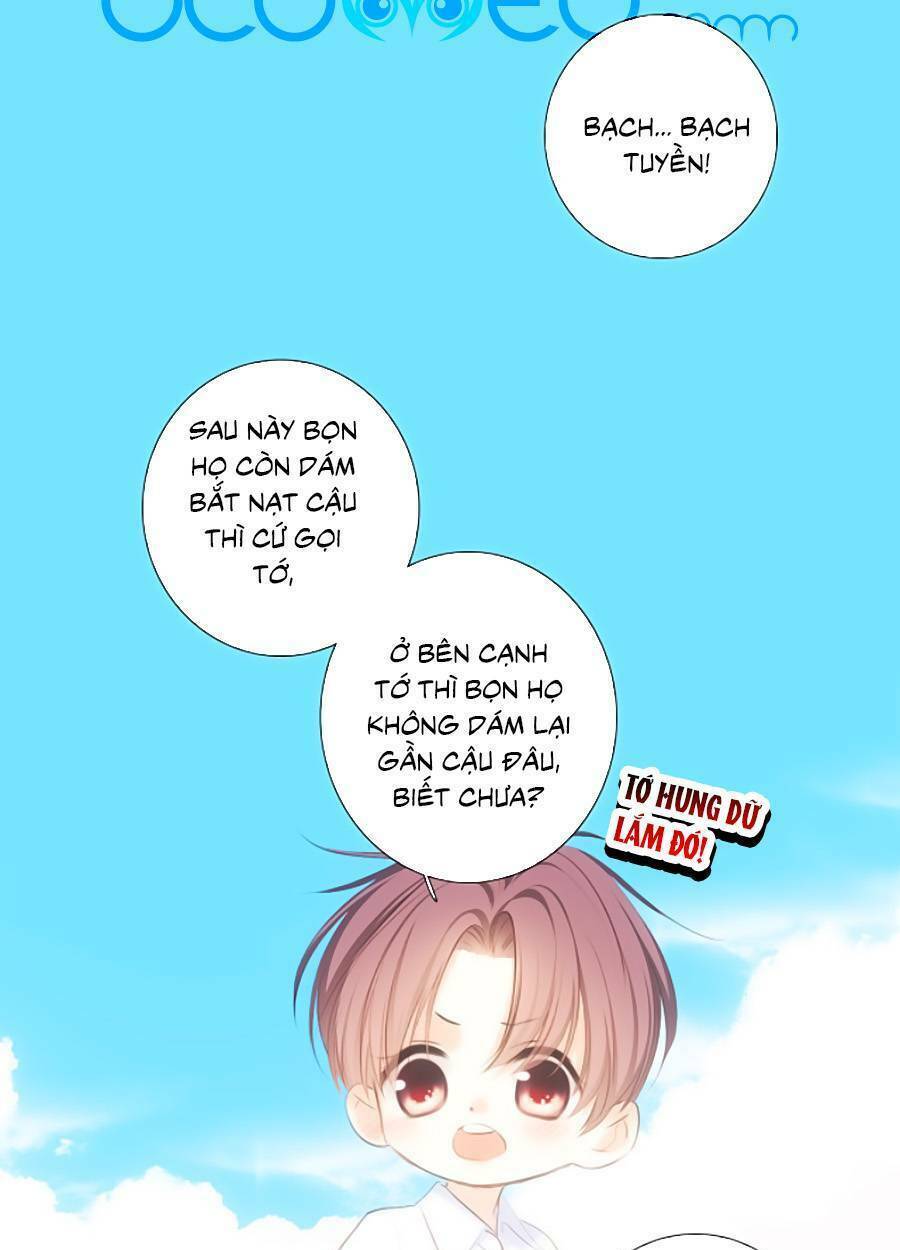 BẠCH... BẠCH
TUYỀN!
SAU NÀY BỌN
HỌ CÒN DÁM
BẮT NẠT CẬU
THÌ CỨ GỌI
TỚ,
Ở BÊN CẠNH
TỚ THÌ BỌN HỌ
KHÔNG DÁM LẠI
GẦN CẬU ĐÂU,
BIẾT CHƯA?
TỚ HUNG DỮ
LẮM ĐÓ!